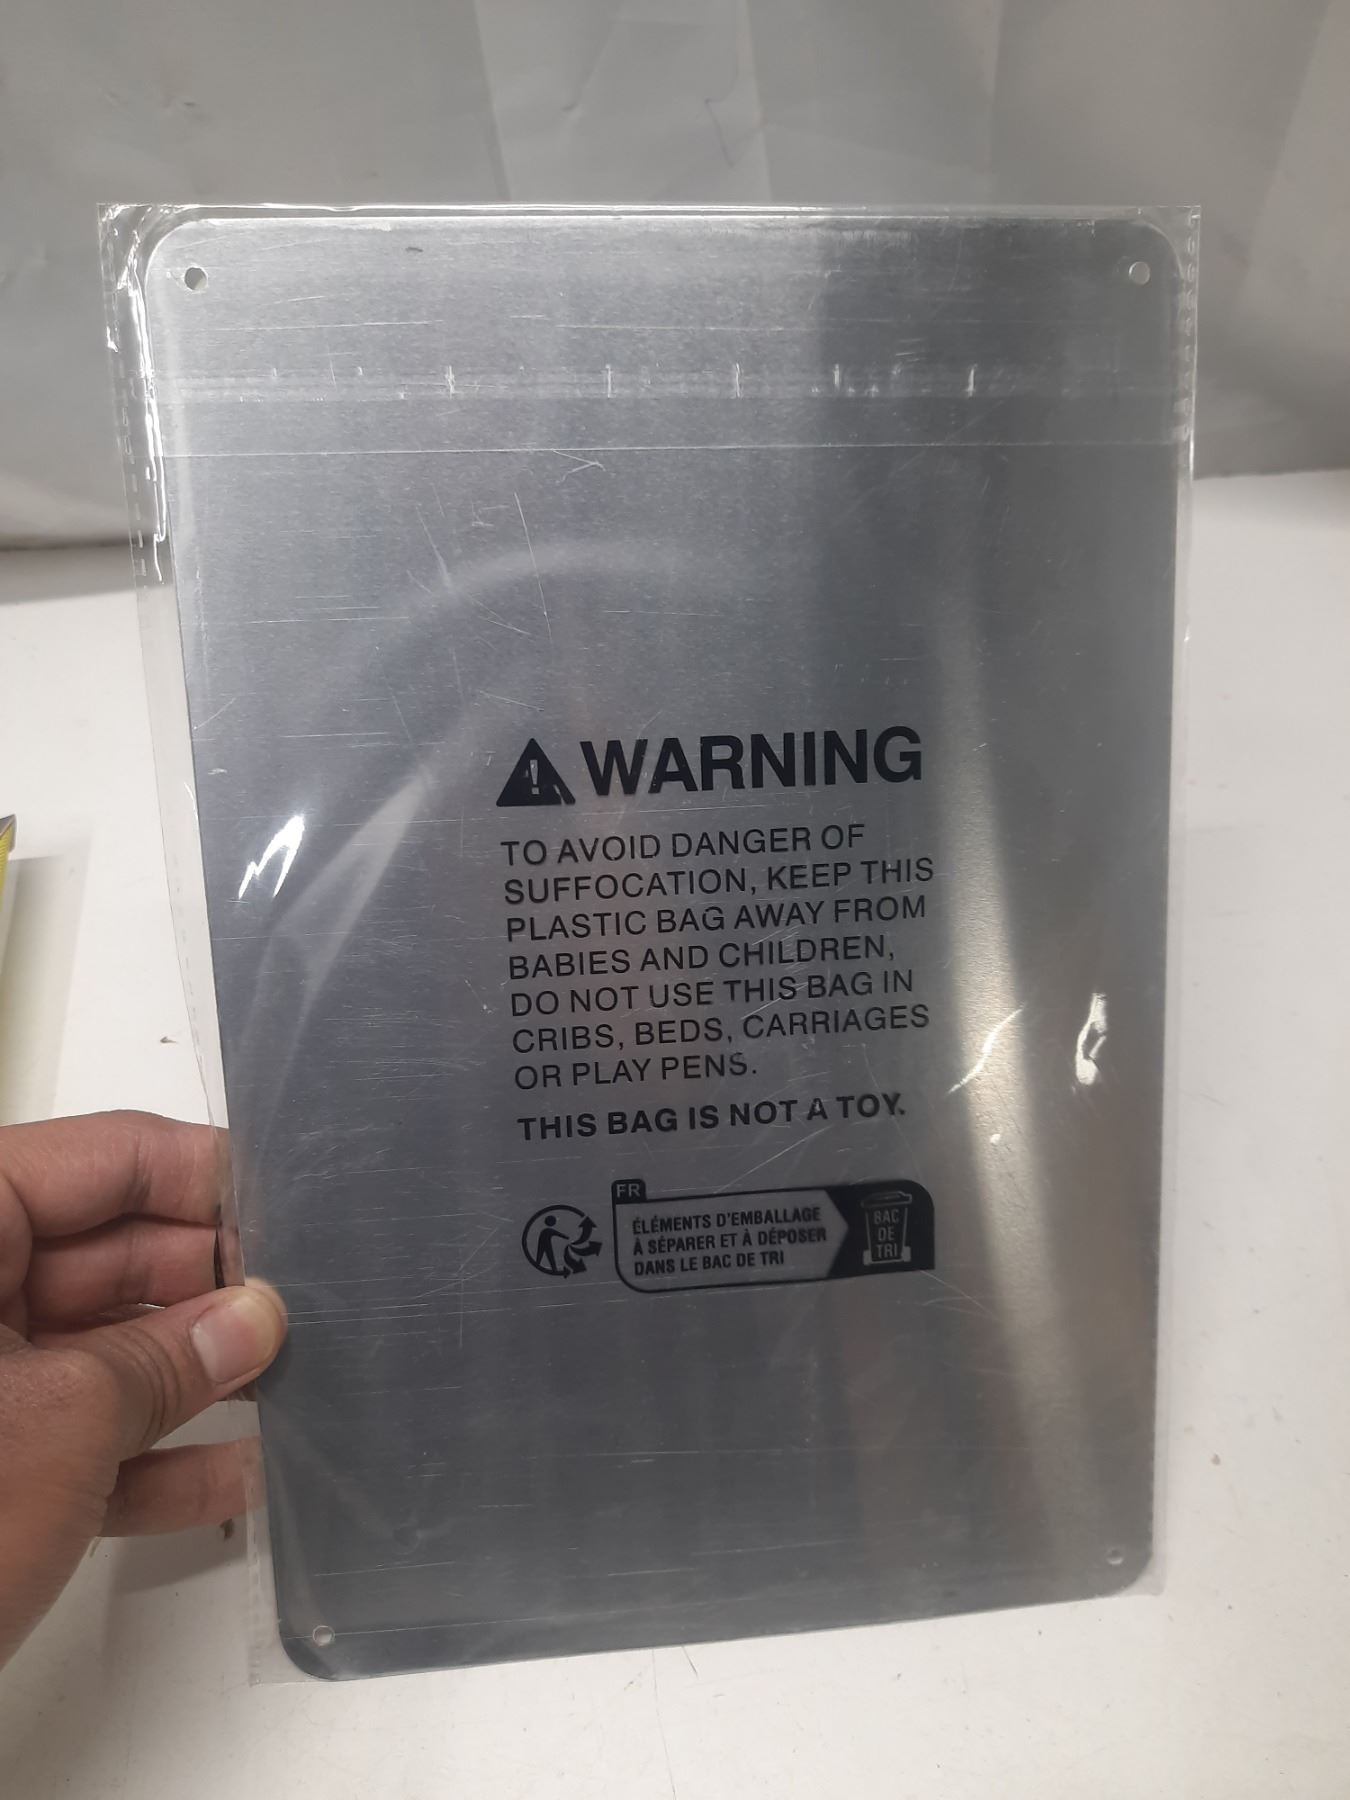 WARNING
TO AVOID DANGER OF
SUFFOCATION, KEEP THIS
PLASTIC BAG AWAY FROM
BABIES AND CHILDREN,
DO NOT USE THIS BAG IN
CRIBS, BEDS, CARRIAGES
OR PLAY PENS.
THIS BAG IS NOT A TOY.
FR
ÉLÉMENTS D'EMBALLAGE
À SÉPARER ET À DÉPOSER
DANS LE BAC DE TRI
BAC
DE
TRI